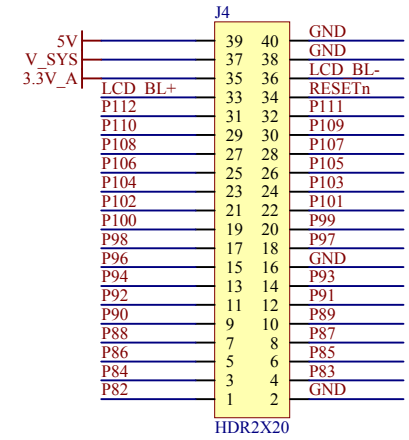 J4
5V 39 40 GND
V_SYS 37 38 GND
3.3V_A 35 36 LCD_BL-
LCD_BL+ 33 34 RESETn
P112 31 32 P111
P110 29 30 P109
P108 27 28 P107
P106 25 26 P105
P104 23 24 P103
P102 21 22 P101
P100 19 20 P99
P98 17 18 P97
P96 15 16 GND
P94 13 14 P93
P92 11 12 P91
P90 9 10 P89
P88 7 8 P87
P86 5 6 P85
P84 3 4 P83
P82 1 2 GND
HDR2X20